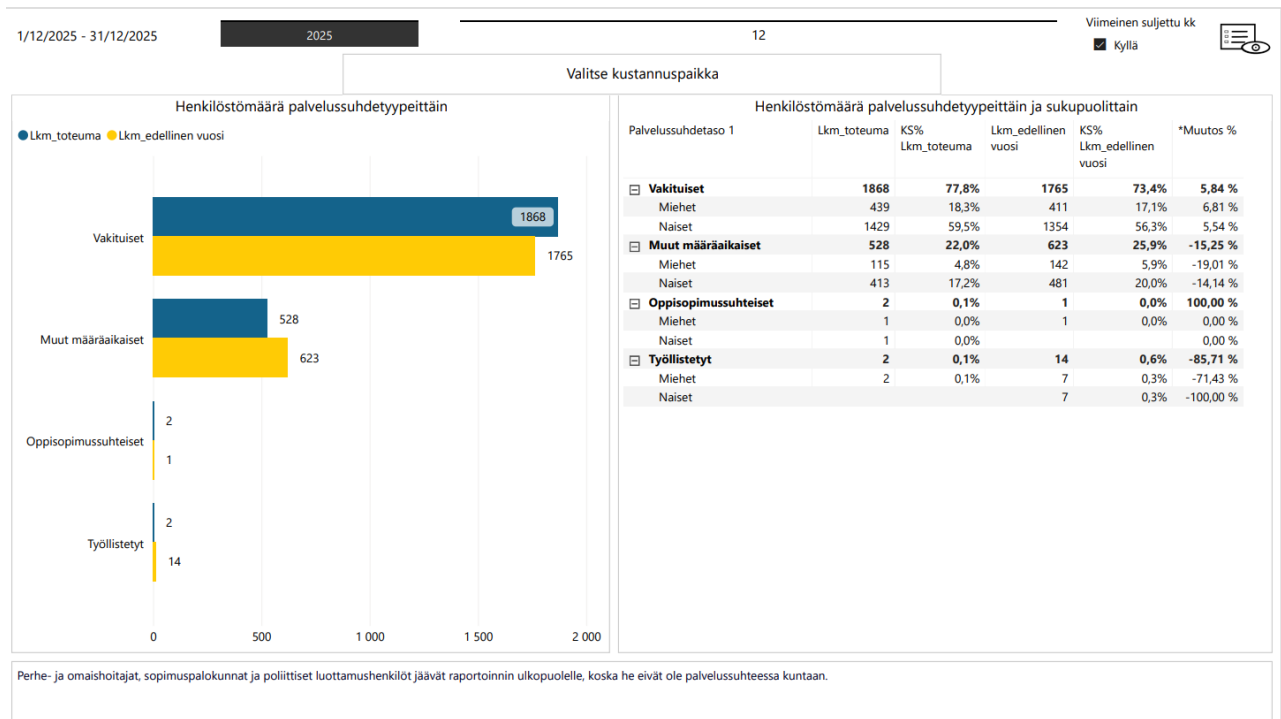 1/12/2025 - 31/12/2025
2025
12
Viimeinen suljettu kk
Kyllä
Valitse kustannuspaikka
Henkilöstömäärä palvelussuhdetyypeittäin
Lkm_toteuma Lkm_edellinen vuosi
Vakituiset
1868
1765
Muut määräaikaiset
528
623
Oppisopimussuhteiset
2
1
Työllistetyt
2
14
0 500 1 000 1 500 2 000
Henkilöstömäärä palvelussuhdetyypeittäin ja sukupuolittain
Palvelussuhdetaso 1 Lkm_toteuma KS% Lkm_edellinen KS% *Muutos %
Lkm_toteuma vuosi Lkm_edellinen
vuosi
Vakituiset 1868 77,8% 1765 73,4% 5,84 %
Miehet 439 18,3% 411 17,1% 6,81 %
Naiset 1429 59,5% 1354 56,3% 5,54 %
Muut määräaikaiset 528 22,0% 623 25,9% -15,25 %
Miehet 115 4,8% 142 5,9% -19,01 %
Naiset 413 17,2% 481 20,0% -14,14 %
Oppisopimussuhteiset 2 0,1% 1 0,0% 100,00 %
Miehet 1 0,0% 1 0,0% 0,00 %
Naiset 1 0,0% 0,00 %
Työllistetyt 2 0,1% 14 0,6% -85,71 %
Miehet 2 0,1% 7 0,3% -71,43 %
Naiset 7 0,3% -100,00 %
Perhe- ja omaishoitajat, sopimuspalokunnat ja poliittiset luottamushenkilöt jäävät raportoinnin ulkopuolelle, koska he eivät ole palvelussuhteessa kuntaan.